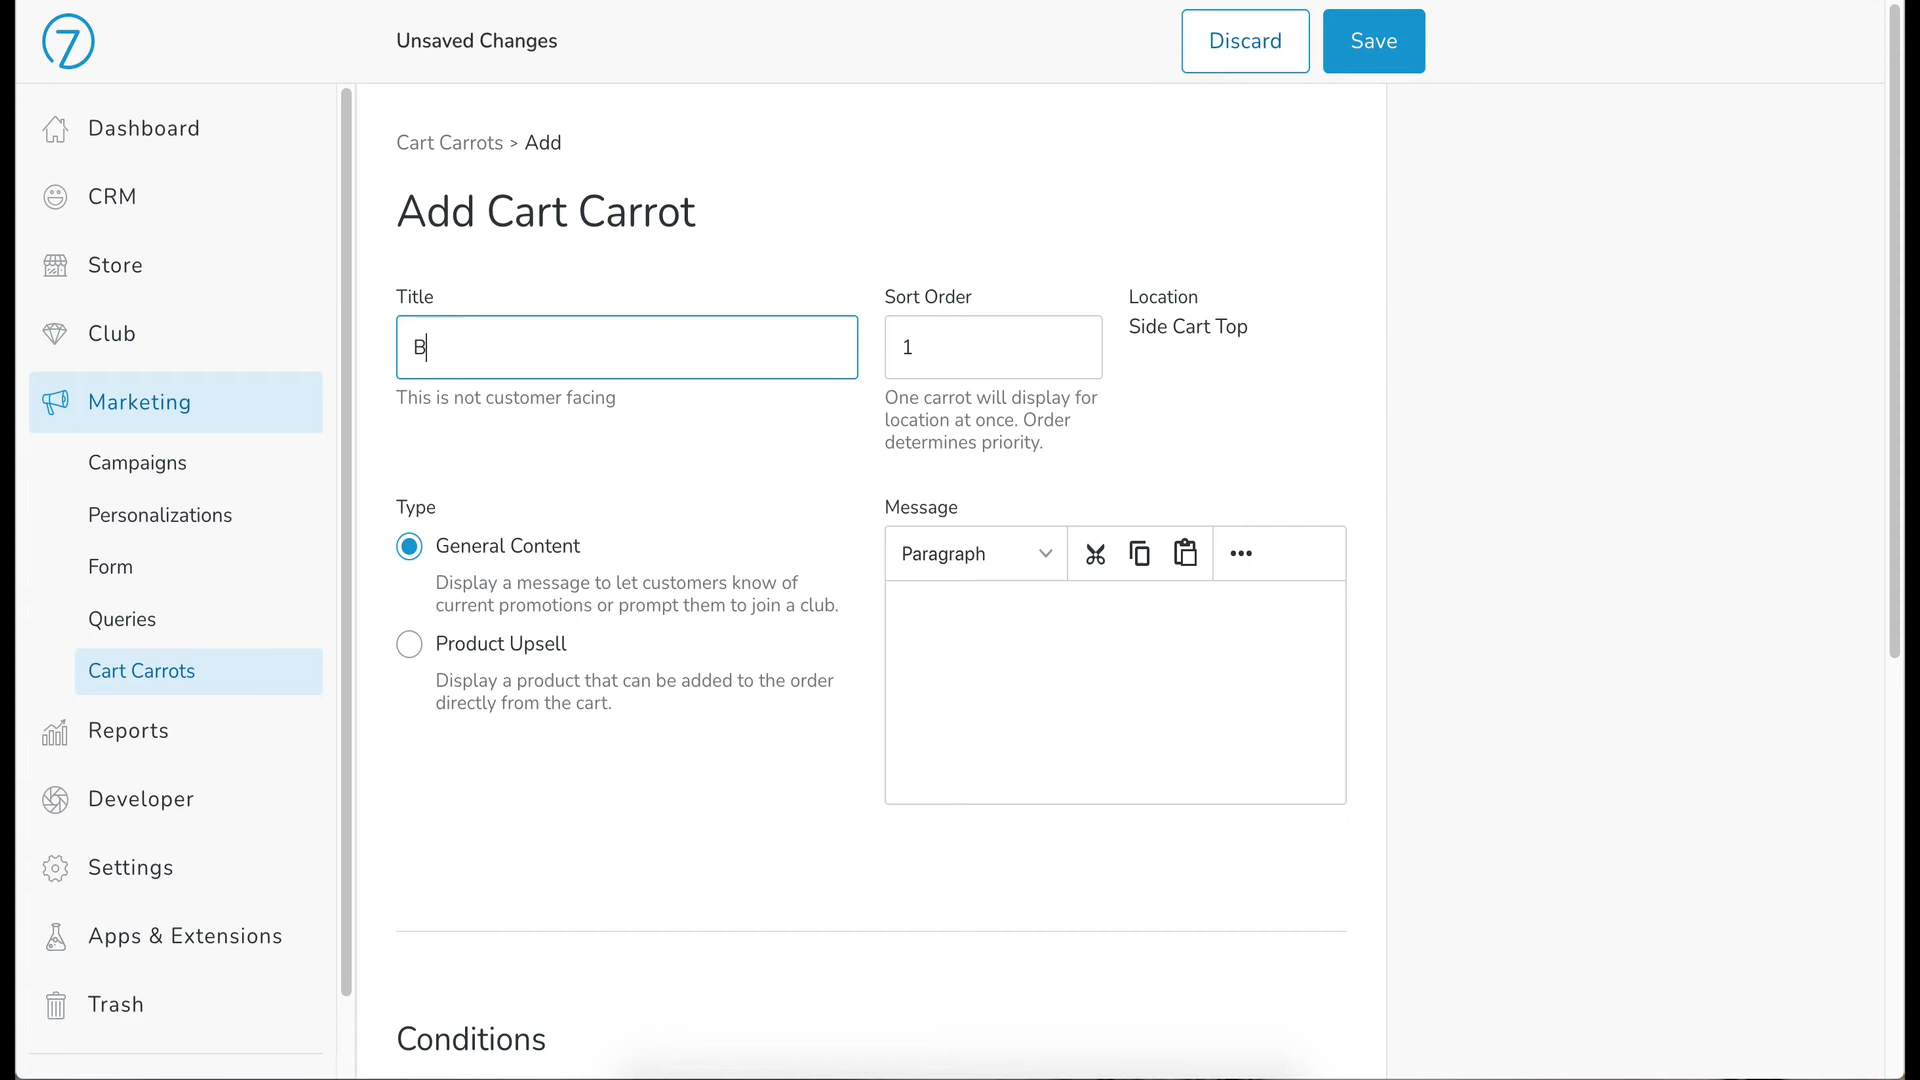 7
Unsaved Changes
Discard
Save
Dashboard
CRM
Store
Club
Marketing
Campaigns
Personalizations
Form
Queries
Cart Carrots
Reports
Developer
Settings
Apps & Extensions
Trash
Cart Carrots > Add
Add Cart Carrot
Title
B
This is not customer facing
Sort Order
1
One carrot will display for
location at once. Order
determines priority.
Location
Side Cart Top
Type
General Content
Display a message to let customers know of
current promotions or prompt them to join a club.
Product Upsell
Display a product that can be added to the order
directly from the cart.
Message
Paragraph
Conditions